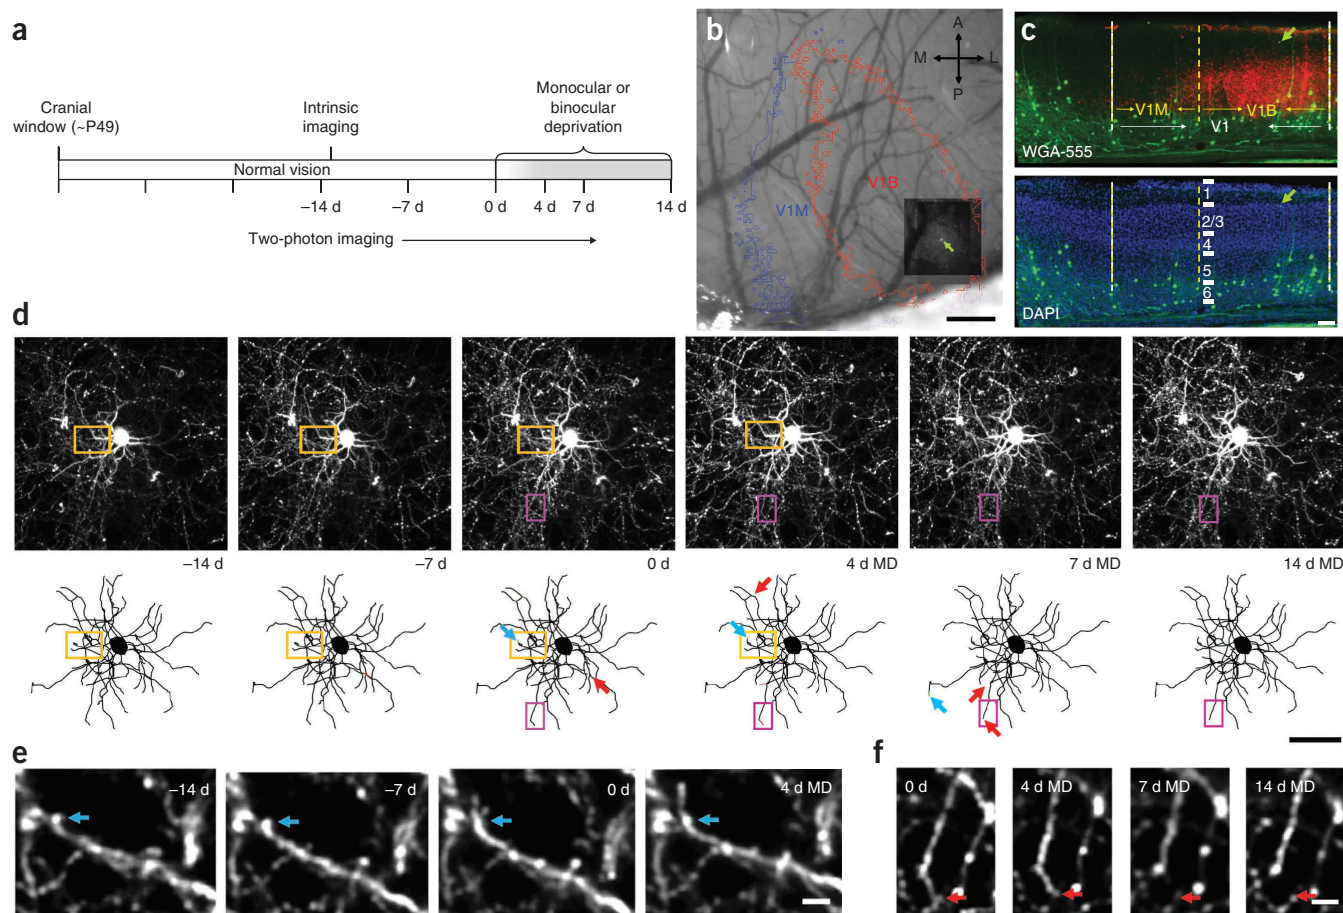 a
Cranial
window (~P49)
Intrinsic
imaging
Monocular or
binocular
deprivation
Normal vision
–14 d
–7 d
0 d
4 d
7 d
14 d
Two-photon imaging
b
A
M
L
P
V1M
V1B
c
V1M
V1B
V1
WGA-555
1
2/3
4
5
6
DAPI
d
–14 d
–7 d
0 d
4 d MD
7 d MD
14 d MD
e
–14 d
–7 d
0 d
4 d MD
f
0 d
4 d MD
7 d MD
14 d MD